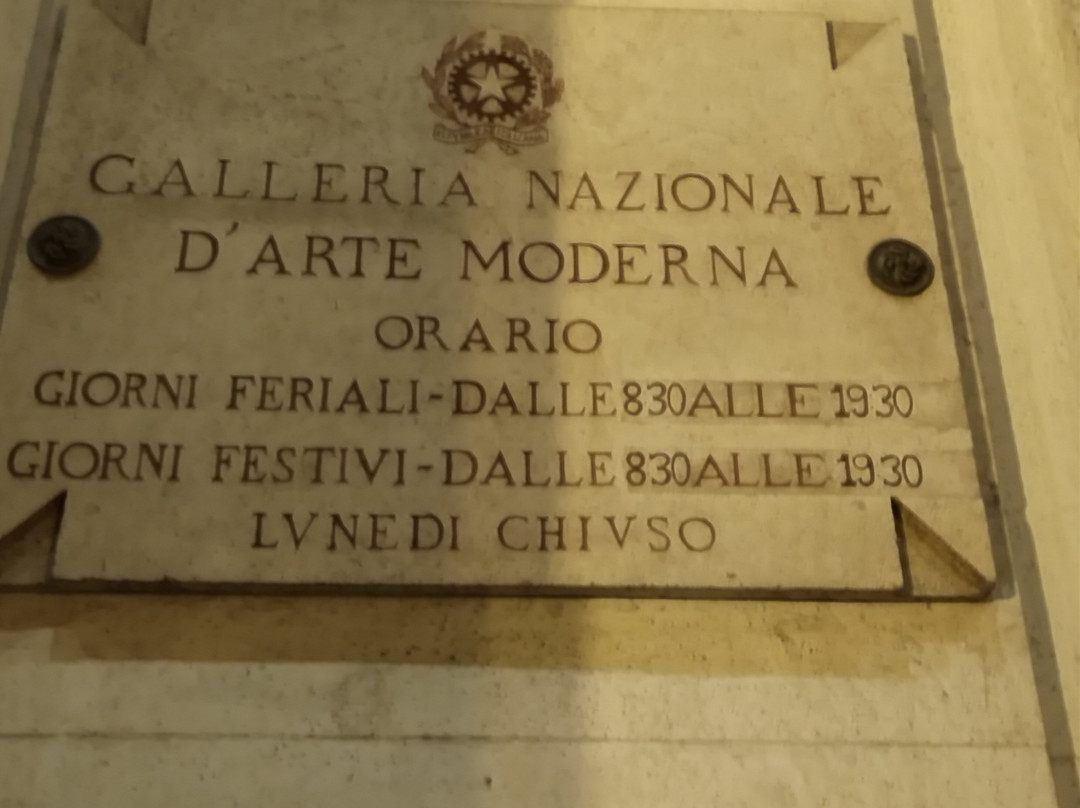 GALLERIA NAZIONALE
D'ARTE MODERNA
ORARIO
GIORNI FERIALI-DALLE 830 ALLE 1930
GIORNI FESTIVI-DALLE 830 ALLE 1930
LVNEDI CHIVSO